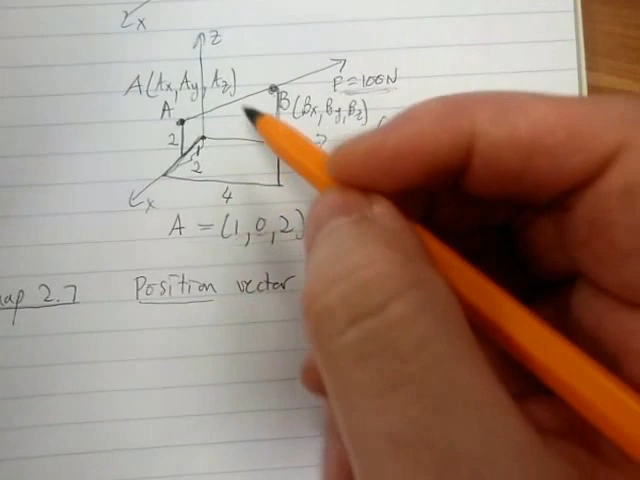 x
z
A(Ax, Ay, Az)
F=100N
A
B(Bx, By, Bz)
2
1
2
4
x
A = (1, 0, 2)
2.7 Position vector